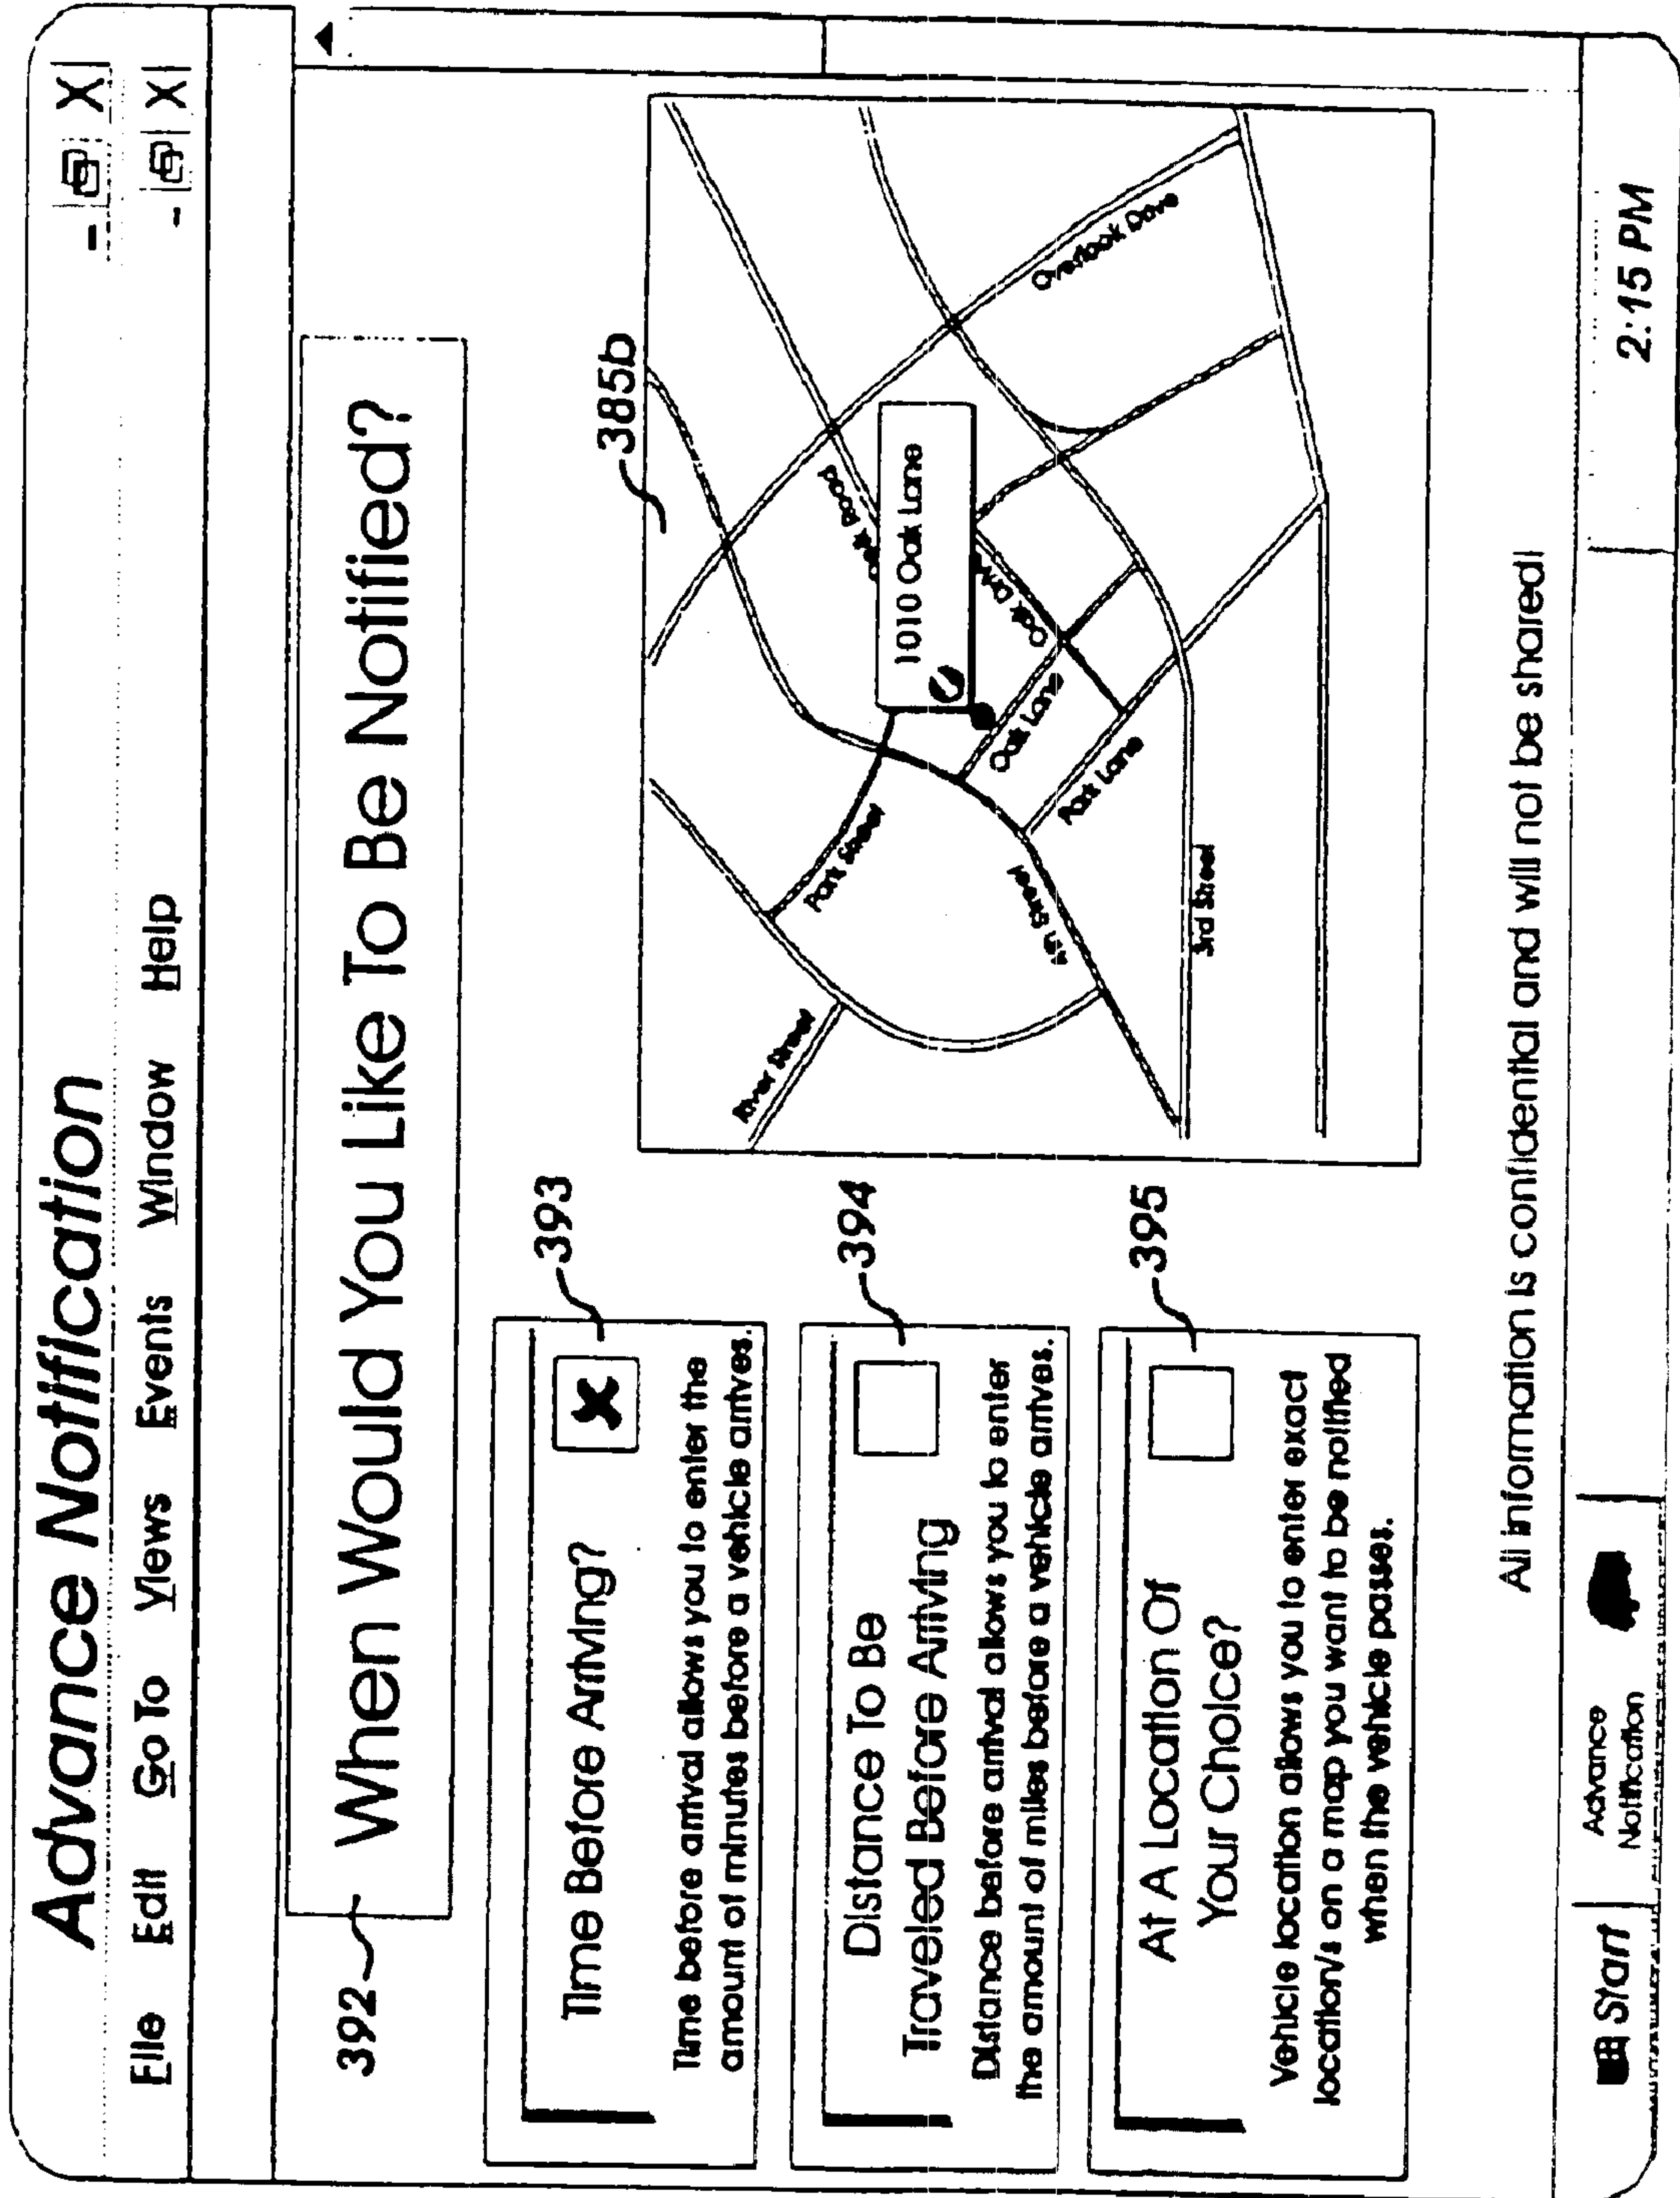 Advance Notification
- X
File Edit Go To Views Events Window Help
- X
392
When Would You Like To Be Notified?
Time Before Arriving?
X
393
Time before arrival allows you to enter the
amount of minutes before a vehicle arrives.
Distance To Be
Traveled Before Arriving
394
Distance before arrival allows you to enter
the amount of miles before a vehicle arrives.
At A Location Of
Your Choice?
395
Vehicle location allows you to enter exact
location/s on a map you want to be notified
when the vehicle passes.
385b
River Street
Park Street
Road
1010 Oak Lane
Oak Lane
Park Lane
3rd Street
Overlook Drive
All information is confidential and will not be shared!
Start
Advance
Notification
2:15 PM